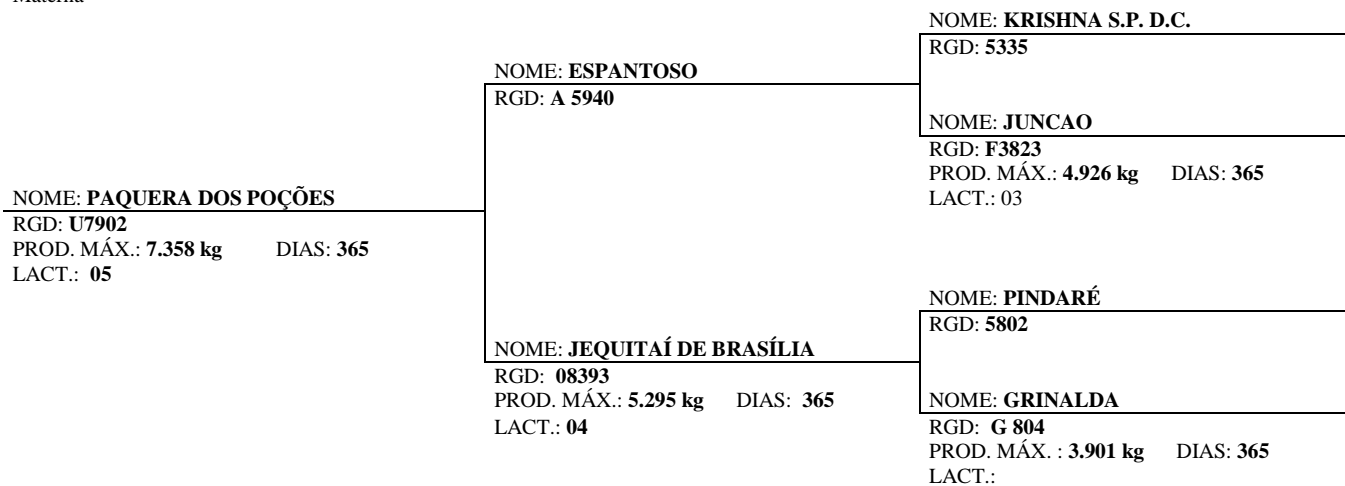 Materna
NOME: KRISHNA S.P. D.C.
RGD: 5335
NOME: ESPANTOSO
RGD: A 5940
NOME: JUNCAO
RGD: F3823
PROD. MÁX.: 4.926 kg DIAS: 365
LACT.: 03
NOME: PAQUERA DOS POÇÕES
RGD: U7902
PROD. MÁX.: 7.358 kg DIAS: 365
LACT.: 05
NOME: PINDARÉ
RGD: 5802
NOME: JEQUITAÍ DE BRASÍLIA
RGD: 08393
PROD. MÁX.: 5.295 kg DIAS: 365
LACT.: 04
NOME: GRINALDA
RGD: G 804
PROD. MÁX. : 3.901 kg DIAS: 365
LACT.: